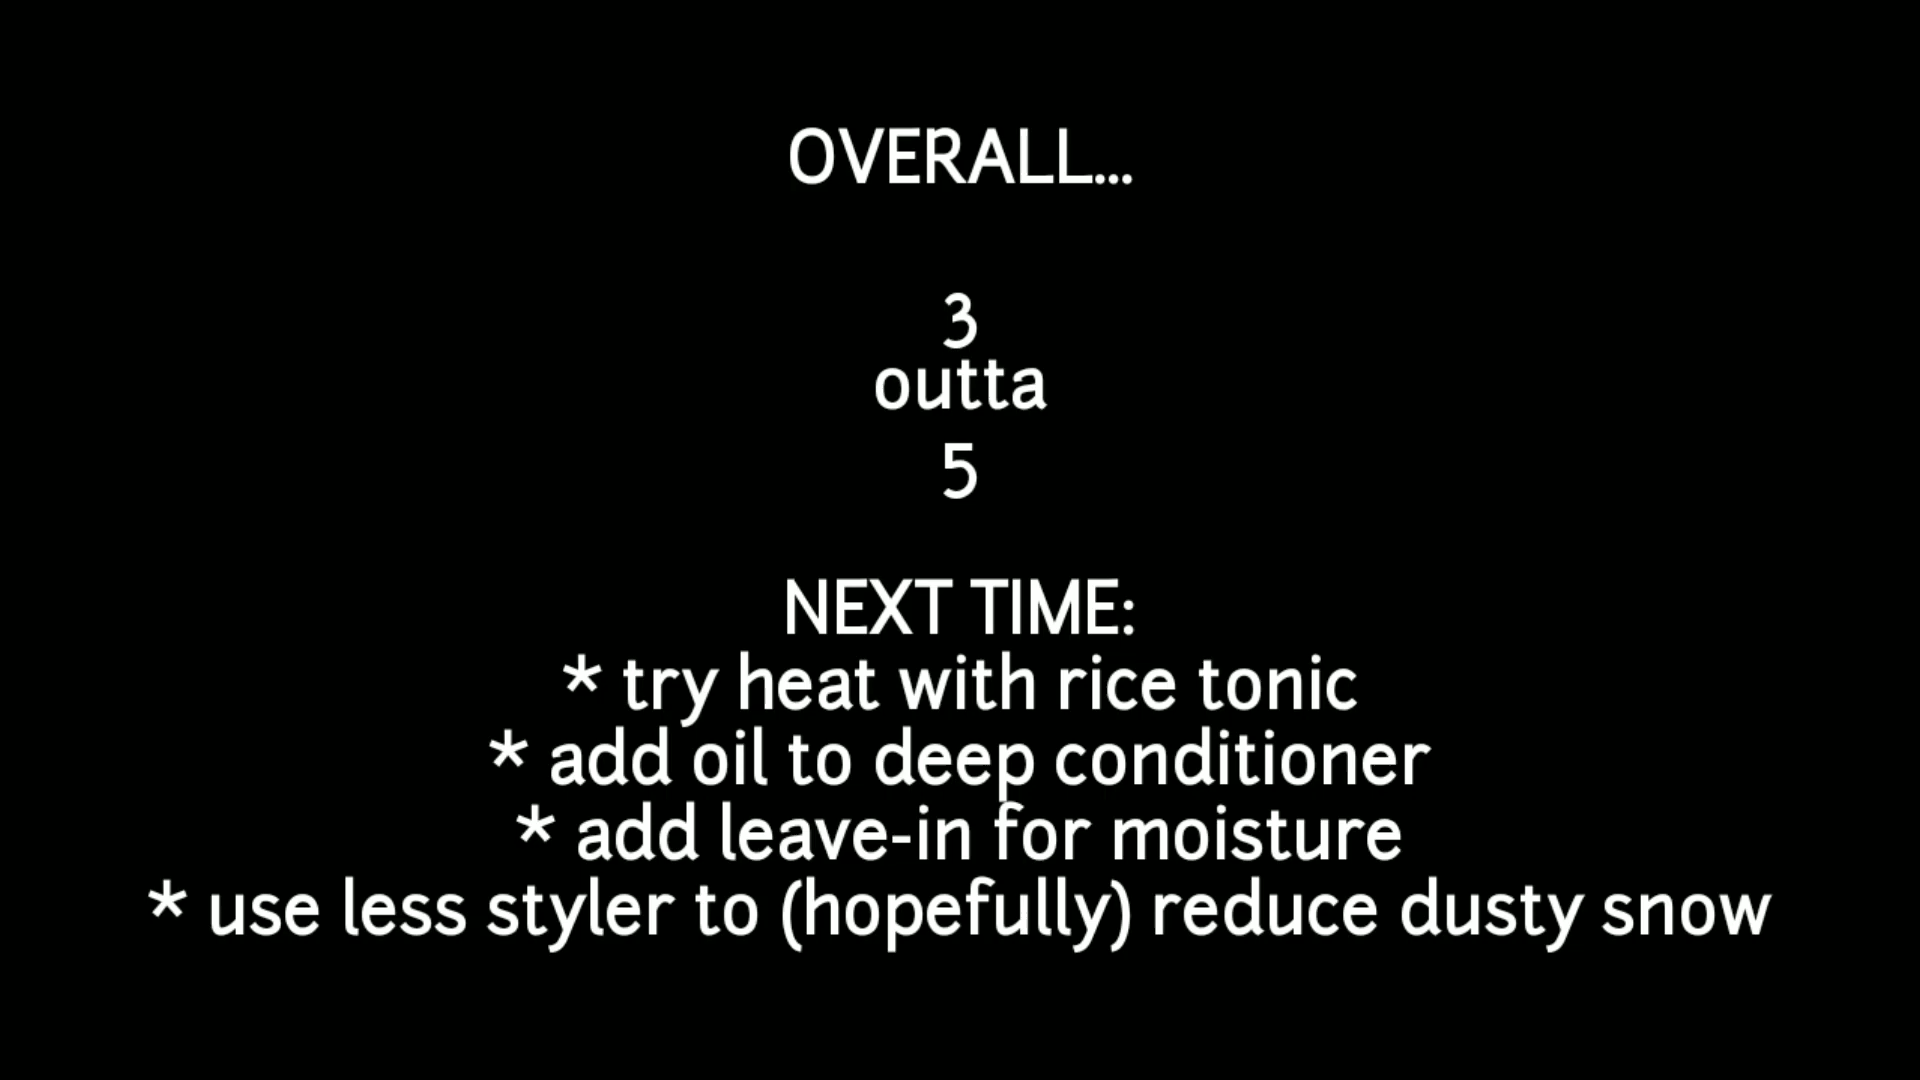 OVERALL...
3
outta
5
NEXT TIME:
* try heat with rice tonic
* add oil to deep conditioner
* add leave-in for moisture
* use less styler to (hopefully) reduce dusty snow